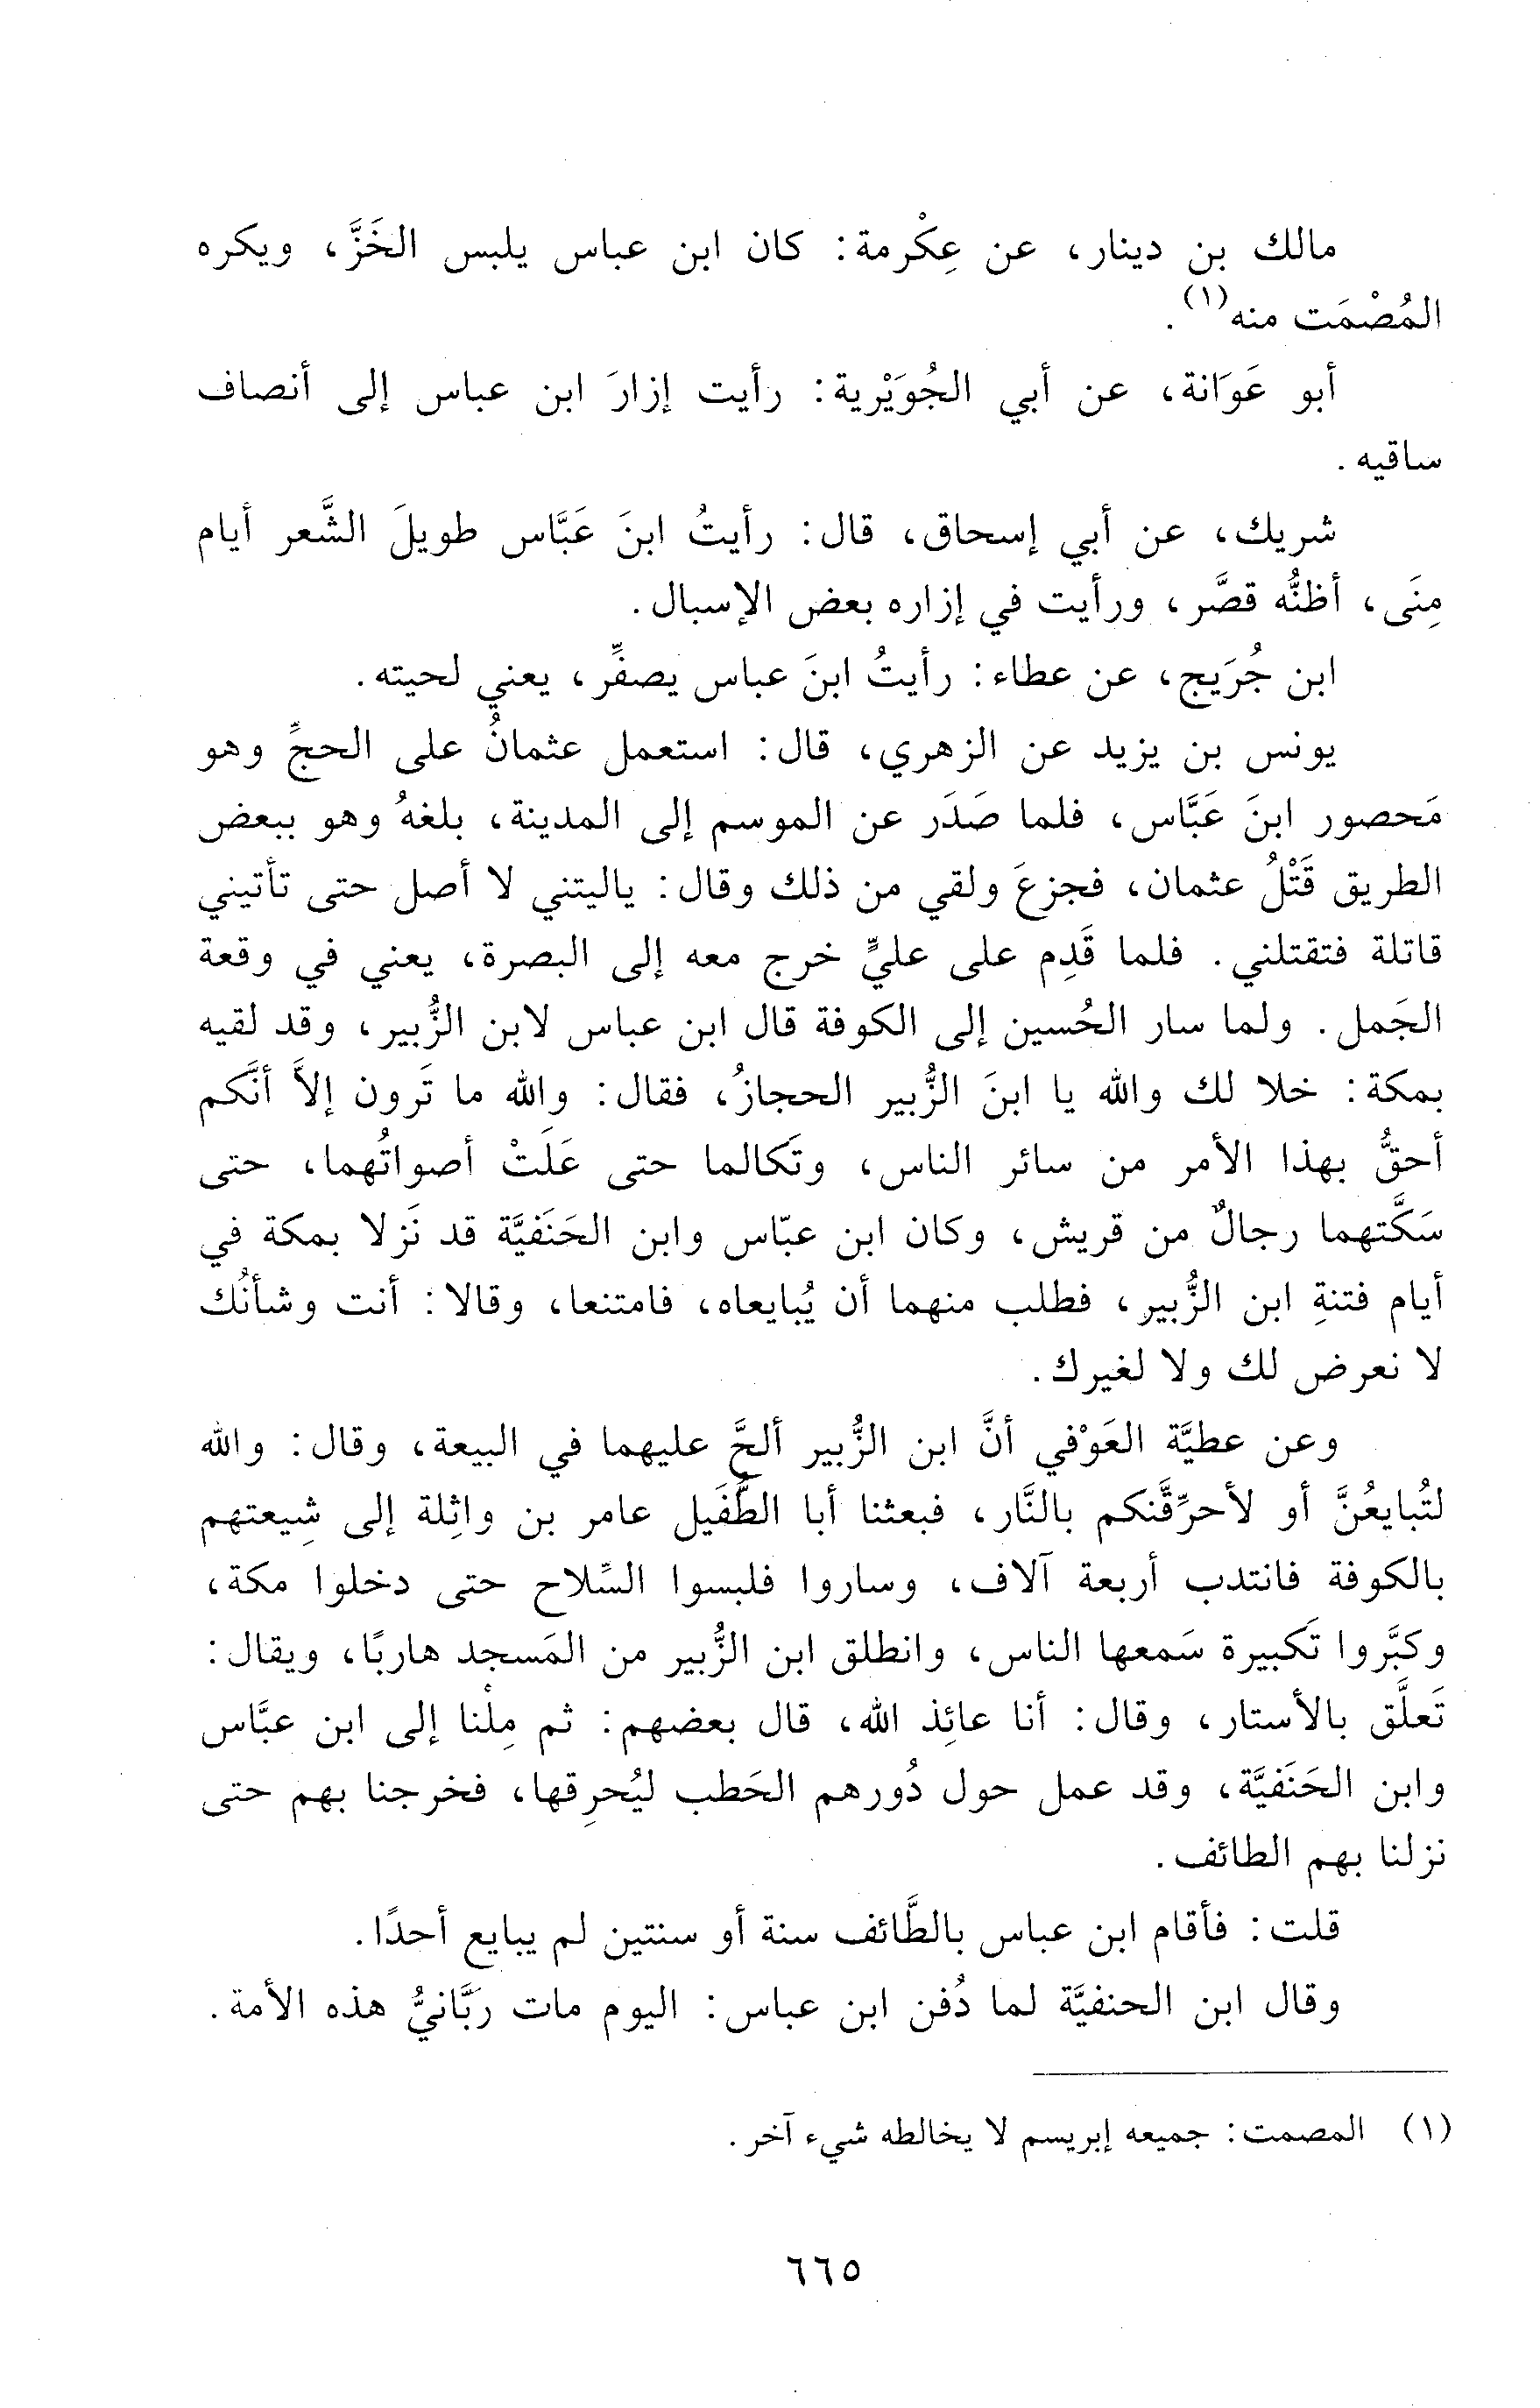 مالك بن دينار، عن عِكْرمة: كان ابن عباس يلبس الخَزَّ، ويكره
المُصْمَت منه(١).
أبو عَوَانة، عن أبي الجُوَيْرية: رأيت إزارَ ابن عباس إلى أنصاف
ساقيه.
شريك، عن أبي إسحاق، قال: رأيتُ ابنَ عَبَّاس طويلَ الشَّعر أيام
مِنَى، أظنُّه قصَّر، ورأيت في إزاره بعض الإسبال.
ابن جُرَيج، عن عطاء: رأيتُ ابنَ عباس يصفِّر، يعني لحيته.
يونس بن يزيد عن الزهري، قال: استعمل عثمانُ على الحجِّ وهو
مَحصور ابنَ عَبَّاس، فلما صَدَر عن الموسم إلى المدينة، بلغهُ وهو ببعض
الطريق قَتْلُ عثمان، فجزعَ ولقي من ذلك وقال: ياليتني لا أصل حتى تأتيني
قاتلة فتقتلني. فلما قَدِم على عليٍّ خرج معه إلى البصرة، يعني في وقعة
الجَمل. ولما سار الحُسين إلى الكوفة قال ابن عباس لابن الزُّبير، وقد لقيه
بمكة: خلا لك والله يا ابنَ الزُّبير الحجازُ، فقال: والله ما تَرون إلاَّ أنَّكم
أحقُّ بهذا الأمر من سائر الناس، وتَكالما حتى عَلَتْ أصواتُهما، حتى
سَكَّتهما رجالٌ من قريش، وكان ابن عبّاس وابن الحَنَفيَّة قد نَزلا بمكة في
أيام فتنةِ ابن الزُّبير، فطلب منهما أن يُبايعاه، فامتنعا، وقالا: أنت وشأنُك
لا نعرض لك ولا لغيرك.
وعن عطيَّة العَوْفي أنَّ ابن الزُّبير ألحَّ عليهما في البيعة، وقال: والله
لتُبايعُنَّ أو لأحرِّقَنكم بالنَّار، فبعثنا أبا الطُّفَيل عامر بن واثِلة إلى شِيعتهم
بالكوفة فانتدب أربعة آلاف، وساروا فلبسوا السِّلاح حتى دخلوا مكة،
وكبَّروا تَكبيرة سَمعها الناس، وانطلق ابن الزُّبير من المَسجد هاربًا، ويقال:
تَعلَّق بالأستار، وقال: أنا عائِذ الله، قال بعضهم: ثم مِلْنا إلى ابن عبَّاس
وابن الحَنَفيَّة، وقد عمل حول دُورهم الحَطب ليُحرِقها، فخرجنا بهم حتى
نزلنا بهم الطائف.
قلت: فأقام ابن عباس بالطَّائف سنة أو سنتين لم يبايع أحدًا.
وقال ابن الحنفيَّة لما دُفن ابن عباس: اليوم مات رَبَّانيُّ هذه الأمة.
(١) المصمت: جميعه إبريسم لا يخالطه شيء آخر.
٦٦٥